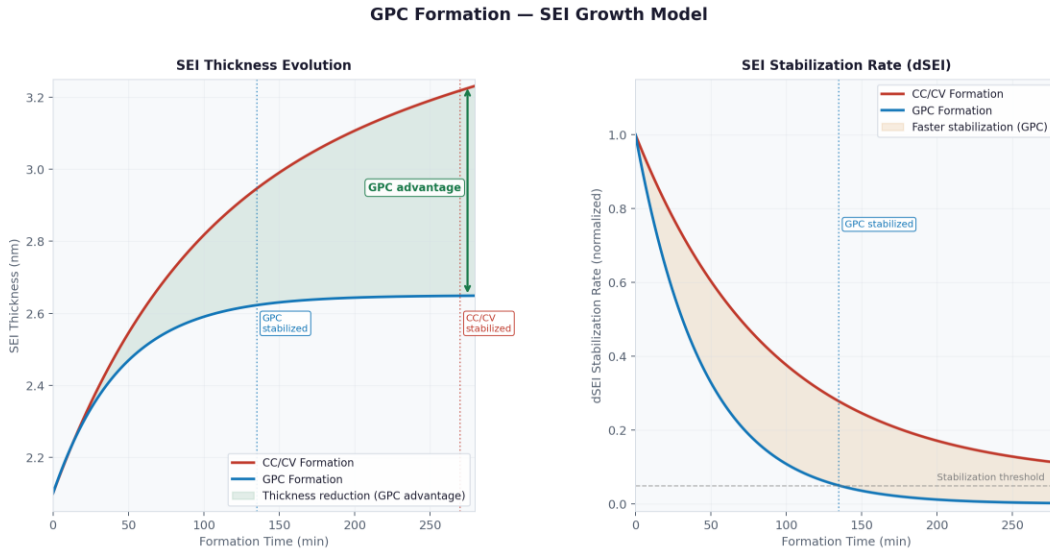 GPC Formation — SEI Growth Model
SEI Thickness Evolution
SEI Thickness (nm)
3.2
3.0
2.8
2.6
2.4
2.2
GPC advantage
GPC
stabilized
CC/CV
stabilized
CC/CV Formation
GPC Formation
Thickness reduction (GPC advantage)
0
50
100
150
200
250
Formation Time (min)
SEI Stabilization Rate (dSEI)
dSEI Stabilization Rate (normalized)
1.0
0.8
0.6
0.4
0.2
0.0
CC/CV Formation
GPC Formation
Faster stabilization (GPC)
GPC stabilized
Stabilization threshold
0
50
100
150
200
250
Formation Time (min)